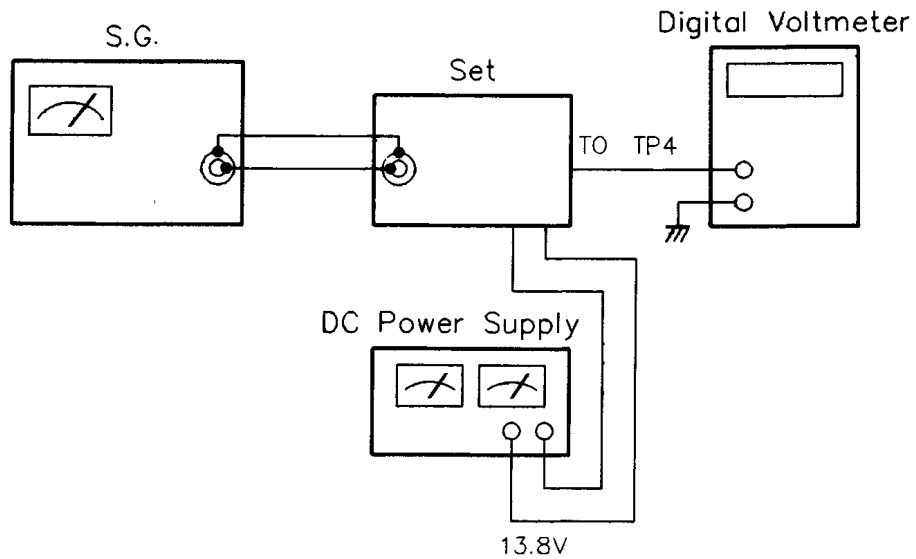 S.G.
Set
Digital Voltmeter
TO TP4
DC Power Supply
13.8V